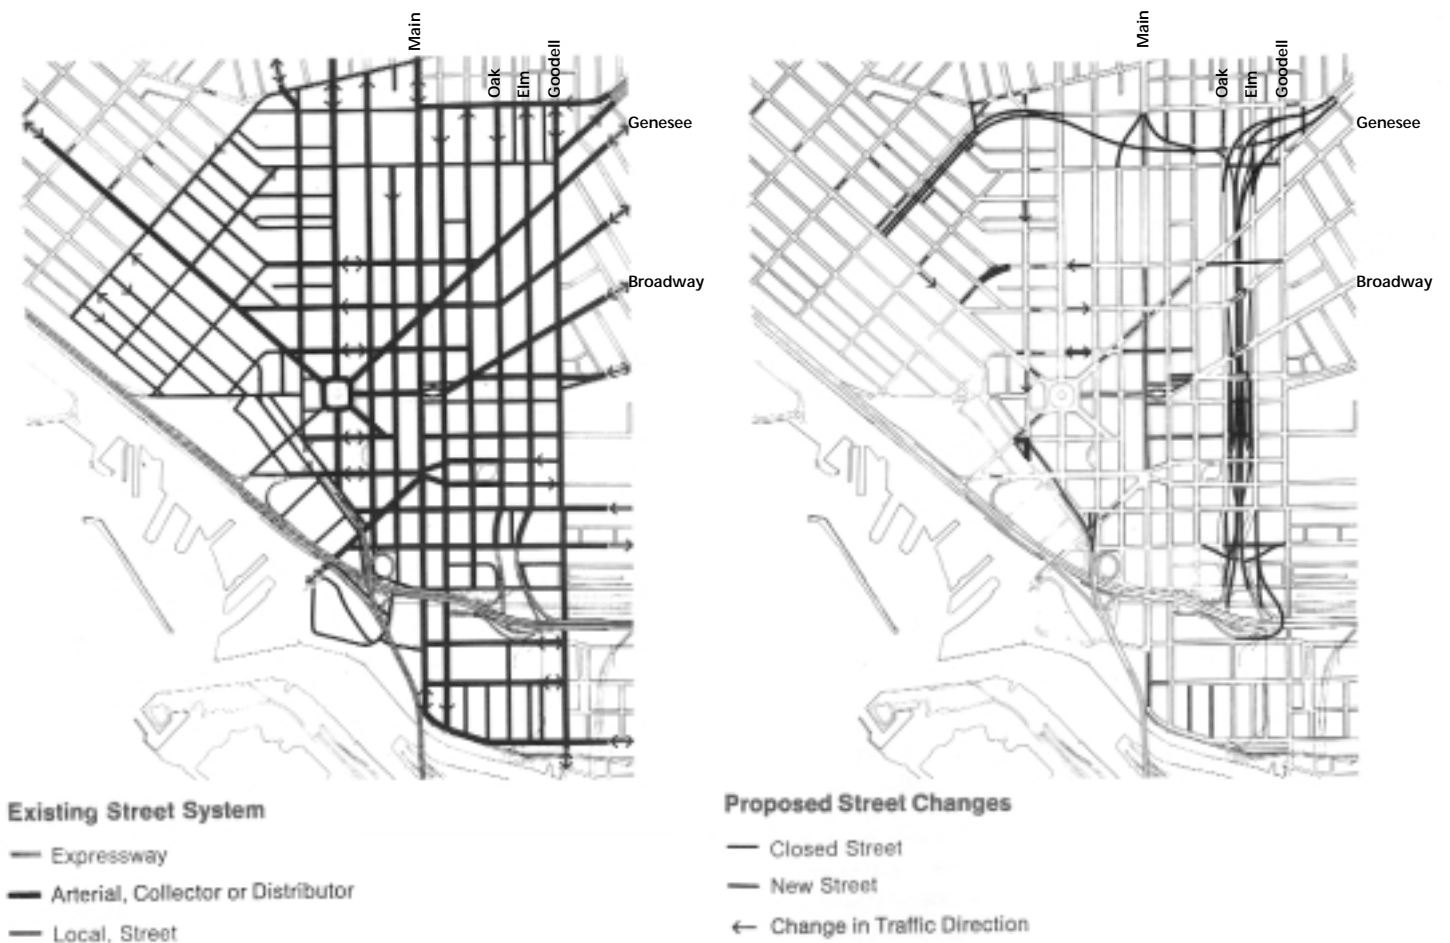 Main
Oak
Elm
Goodell
Genesee
Broadway
Existing Street System
Expressway
Arterial, Collector or Distributor
Local, Street
Main
Oak
Elm
Goodell
Genesee
Broadway
Proposed Street Changes
Closed Street
New Street
Change in Traffic Direction